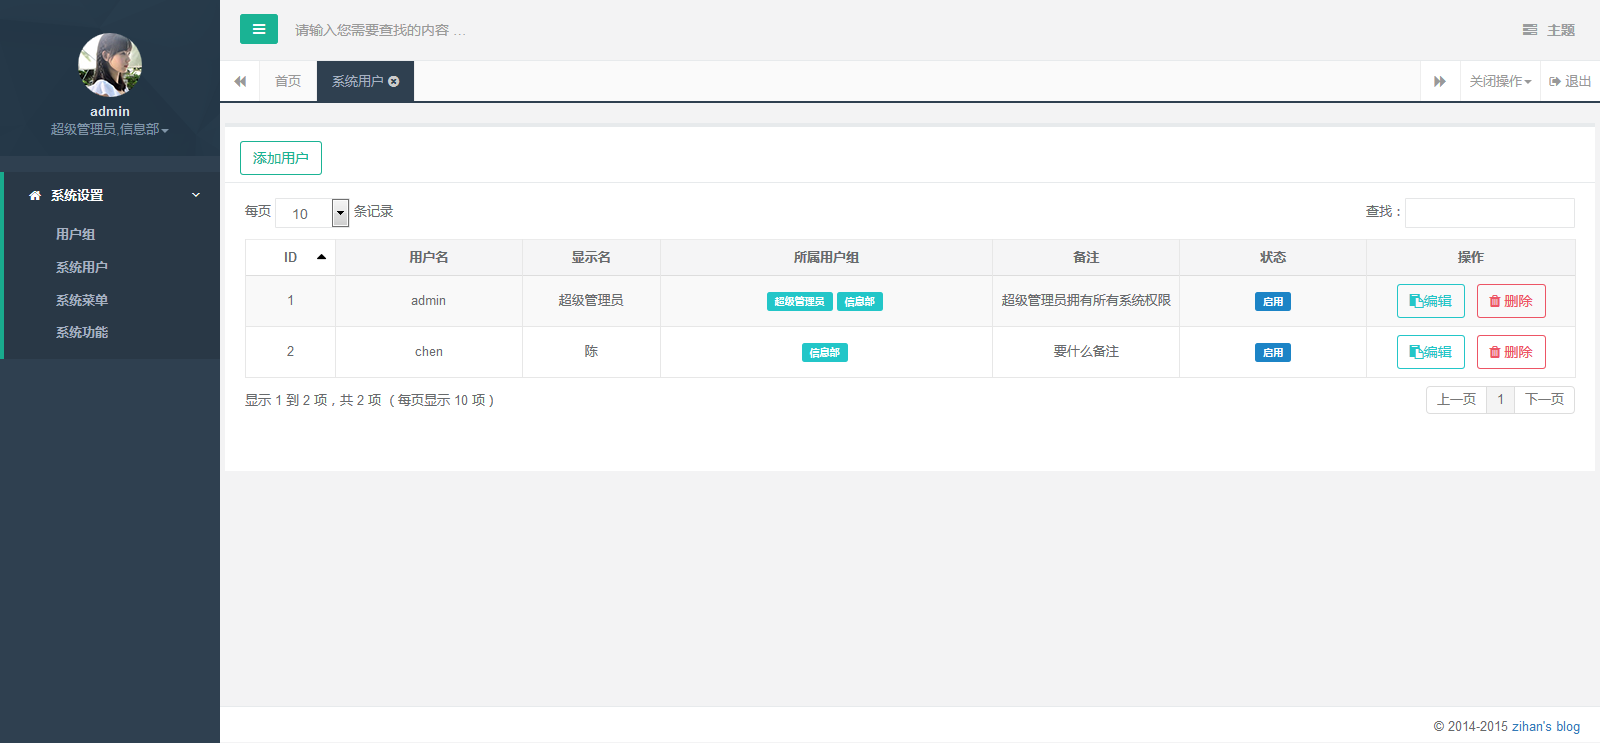 admin
超级管理员,信息部
系统设置
用户组
系统用户
系统菜单
系统功能
请输入您需要查找的内容 …
主题
首页 系统用户 关闭操作 退出
添加用户
每页 10 条记录 查找：
ID 用户名 显示名 所属用户组 备注 状态 操作
1 admin 超级管理员 超级管理员 信息部 超级管理员拥有所有系统权限 启用 编辑 删除
2 chen 陈 信息部 要什么备注 启用 编辑 删除
显示 1 到 2 项，共 2 项 （每页显示 10 项） 上一页 1 下一页
© 2014-2015 zihan's blog